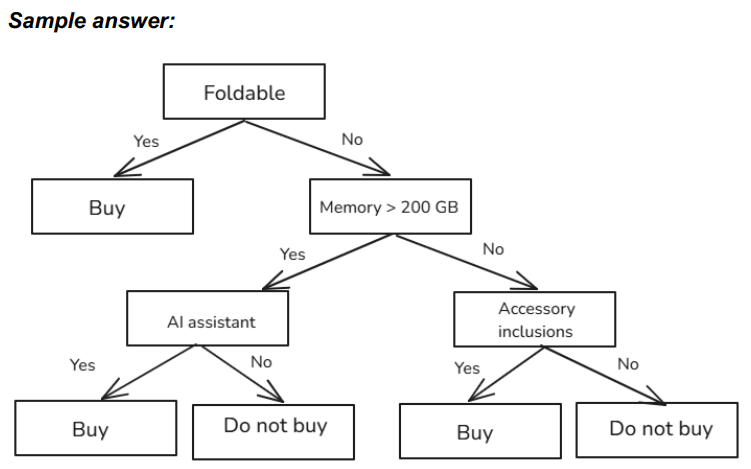 Sample answer:
Foldable
Yes
No
Buy
Memory > 200 GB
Yes
No
AI assistant
Accessory
inclusions
Yes
No
Yes
No
Buy
Do not buy
Buy
Do not buy